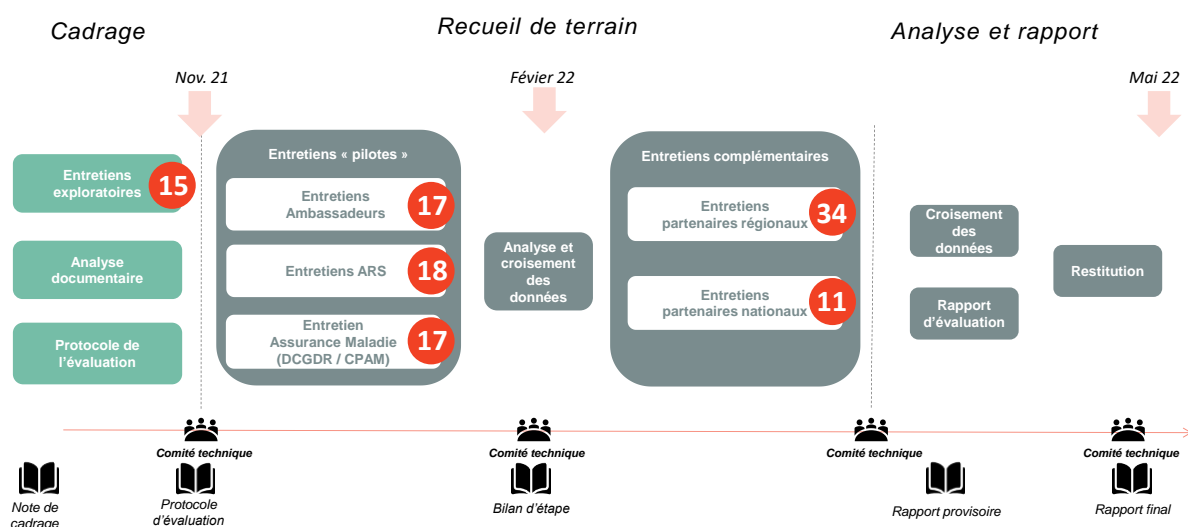 Cadrage
Recueil de terrain
Analyse et rapport
Nov. 21
Févier 22
Mai 22
Entretiens
exploratoires
15
Analyse
documentaire
Protocole de
l'évaluation
Entretiens « pilotes »
Entretiens
Ambassadeurs
17
Entretiens ARS
18
Entretien
Assurance Maladie
(DCGDR / CPAM)
17
Analyse et
croisement
des
données
Entretiens complémentaires
Entretiens
partenaires régionaux
34
Entretiens
partenaires nationaux
11
Croisement
des
données
Rapport
d'évaluation
Restitution
Comité technique
Comité technique
Comité technique
Comité technique
Note de
cadrage
Protocole
d'évaluation
Bilan d'étape
Rapport provisoire
Rapport final